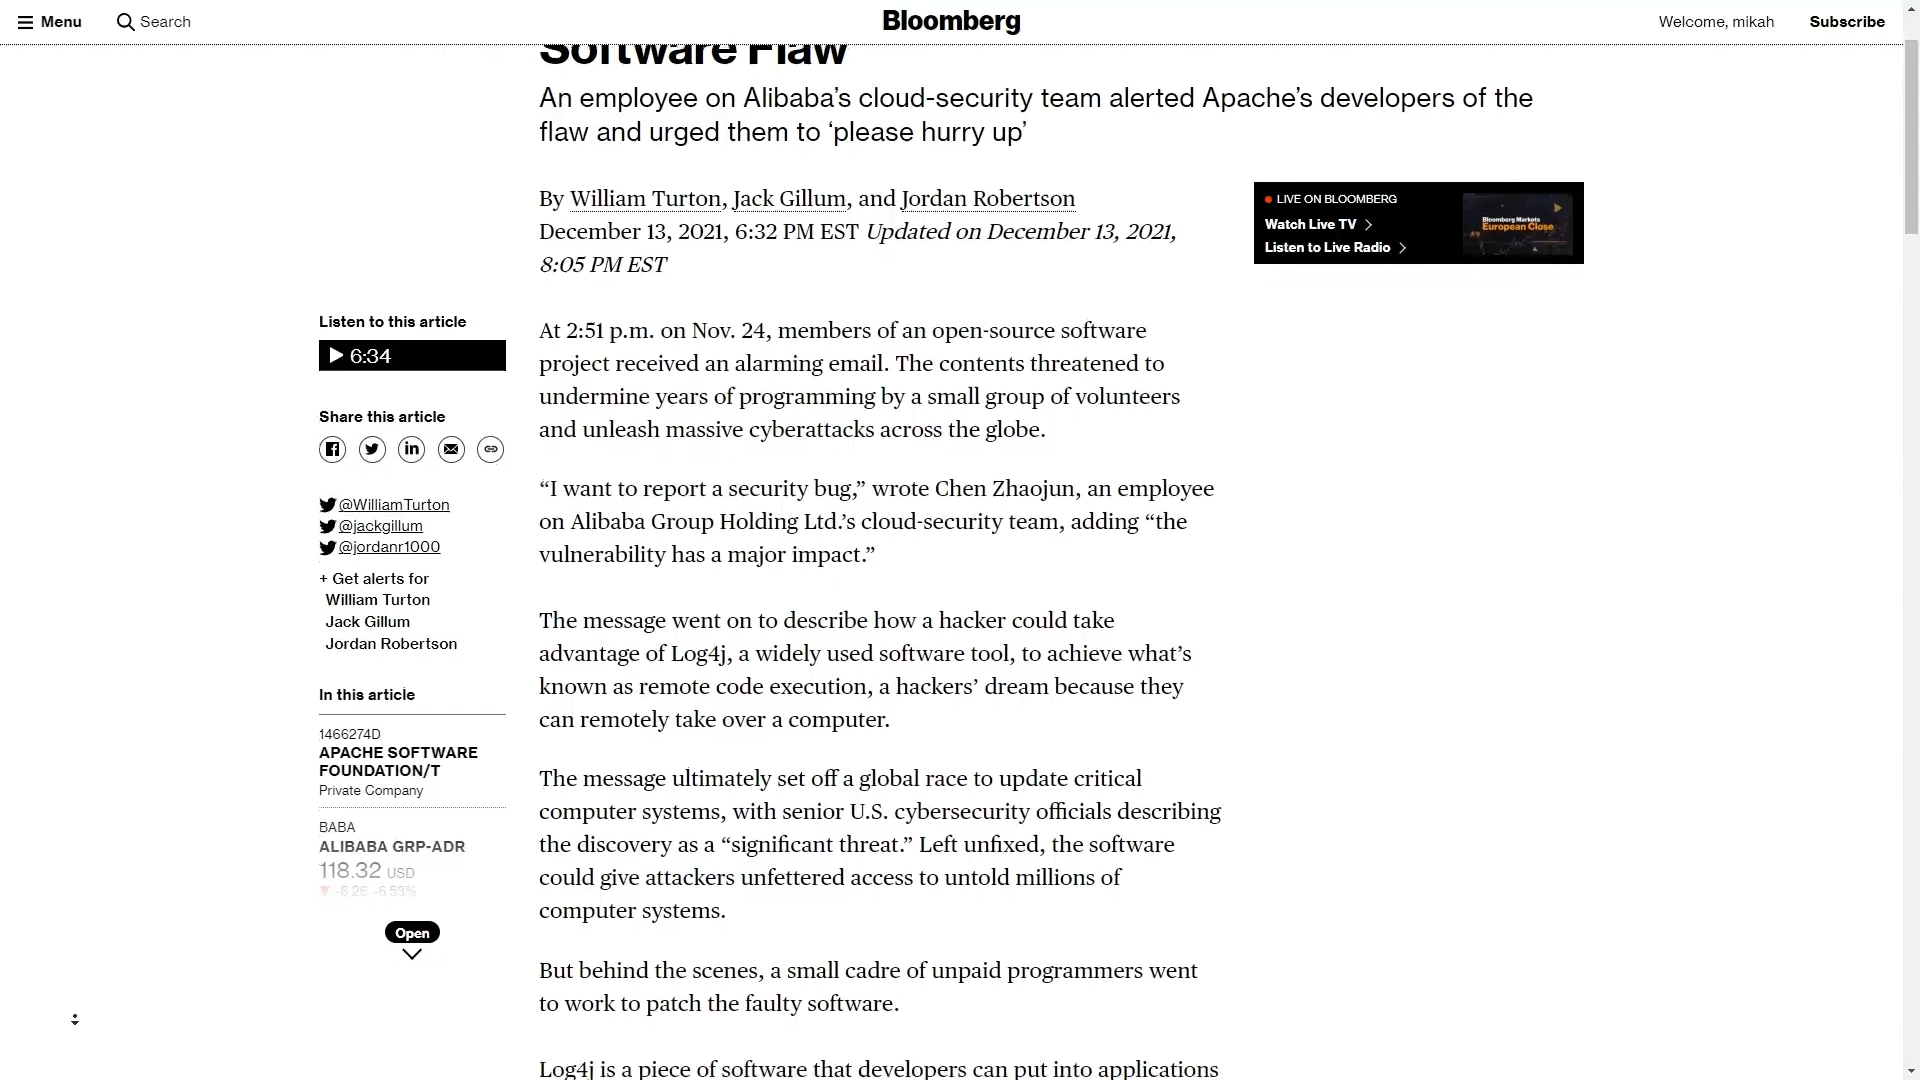 Menu
Search
Bloomberg
Welcome, mikah
Subscribe
Software Flaw
An employee on Alibaba’s cloud-security team alerted Apache’s developers of the
flaw and urged them to ‘please hurry up’
By William Turton, Jack Gillum, and Jordan Robertson
December 13, 2021, 6:32 PM EST Updated on December 13, 2021,
8:05 PM EST
LIVE ON BLOOMBERG
Watch Live TV
Listen to Live Radio
Bloomberg Markets
European Close
Listen to this article
6:34
Share this article
@WilliamTurton
@jackgillum
@jordanr1000
+ Get alerts for
William Turton
Jack Gillum
Jordan Robertson
In this article
1466274D
APACHE SOFTWARE
FOUNDATION/T
Private Company
BABA
ALIBABA GRP-ADR
118.32 USD
-8.26 -6.53%
Open
At 2:51 p.m. on Nov. 24, members of an open-source software
project received an alarming email. The contents threatened to
undermine years of programming by a small group of volunteers
and unleash massive cyberattacks across the globe.
“I want to report a security bug,” wrote Chen Zhaojun, an employee
on Alibaba Group Holding Ltd.’s cloud-security team, adding “the
vulnerability has a major impact.”
The message went on to describe how a hacker could take
advantage of Log4j, a widely used software tool, to achieve what’s
known as remote code execution, a hackers’ dream because they
can remotely take over a computer.
The message ultimately set off a global race to update critical
computer systems, with senior U.S. cybersecurity officials describing
the discovery as a “significant threat.” Left unfixed, the software
could give attackers unfettered access to untold millions of
computer systems.
But behind the scenes, a small cadre of unpaid programmers went
to work to patch the faulty software.
Log4j is a piece of software that developers can put into applications